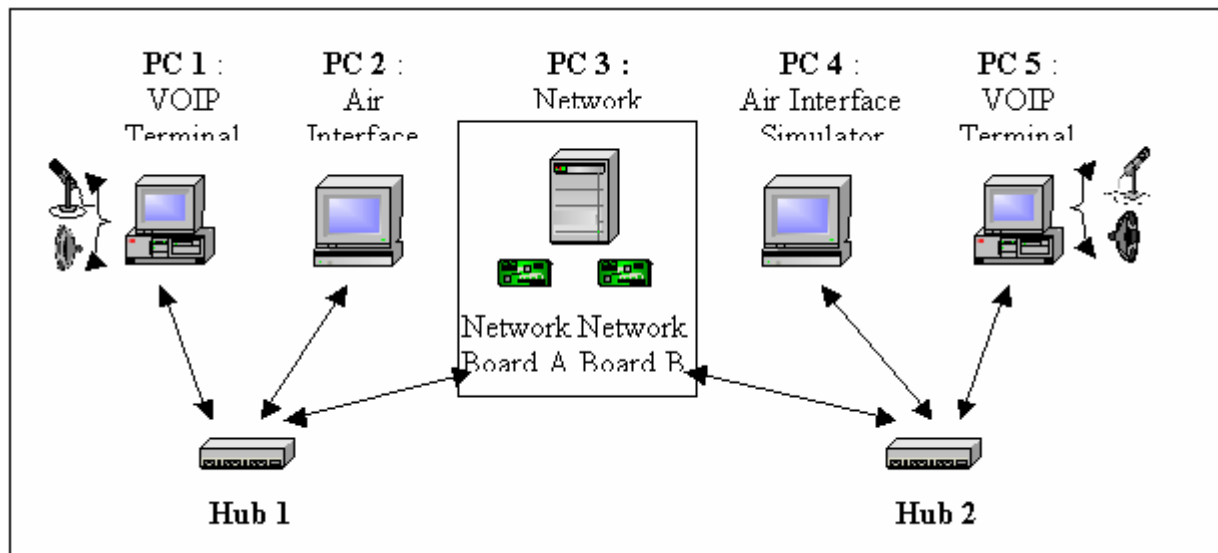 PC 1 :
VOIP
Terminal
PC 2 :
Air
Interface
PC 3 :
Network
Network Network
Board A Board B
PC 4 :
Air Interface
Simulator
PC 5 :
VOIP
Terminal
Hub 1
Hub 2